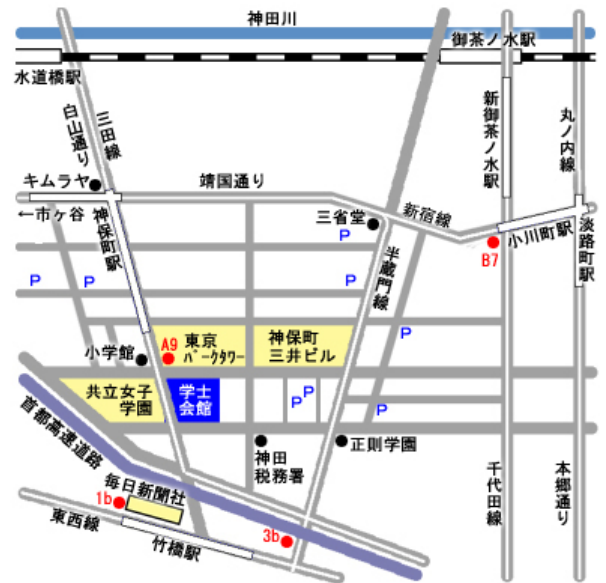 神田川
御茶ノ水駅
水道橋駅
白山通り
三田線
新御茶ノ水駅
丸ノ内線
キムラヤ
靖国通り
←市ヶ谷
神保町駅
三省堂
新宿線
小川町駅
淡路町駅
B7
半蔵門線
P
P
P
P
P
A9
東京
パークタワー
神保町
三井ビル
小学館
共立女子
学園
学士
会館
P
P
P
首都高速道路
神田
税務署
正則学園
千代田線
本郷通り
毎日新聞社
1b
東西線
竹橋駅
3b